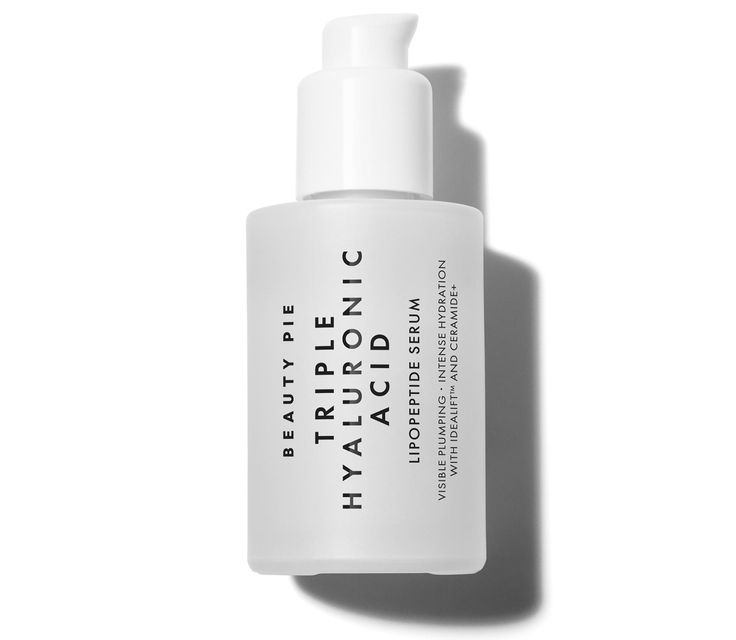 BEAUTY PIE
TRIPLE
HYALURONIC
ACID
LIPOPEPTIDE SERUM
VISIBLE PLUMPING · INTENSE HYDRATION
WITH IDEALIFT™ AND CERAMIDE+